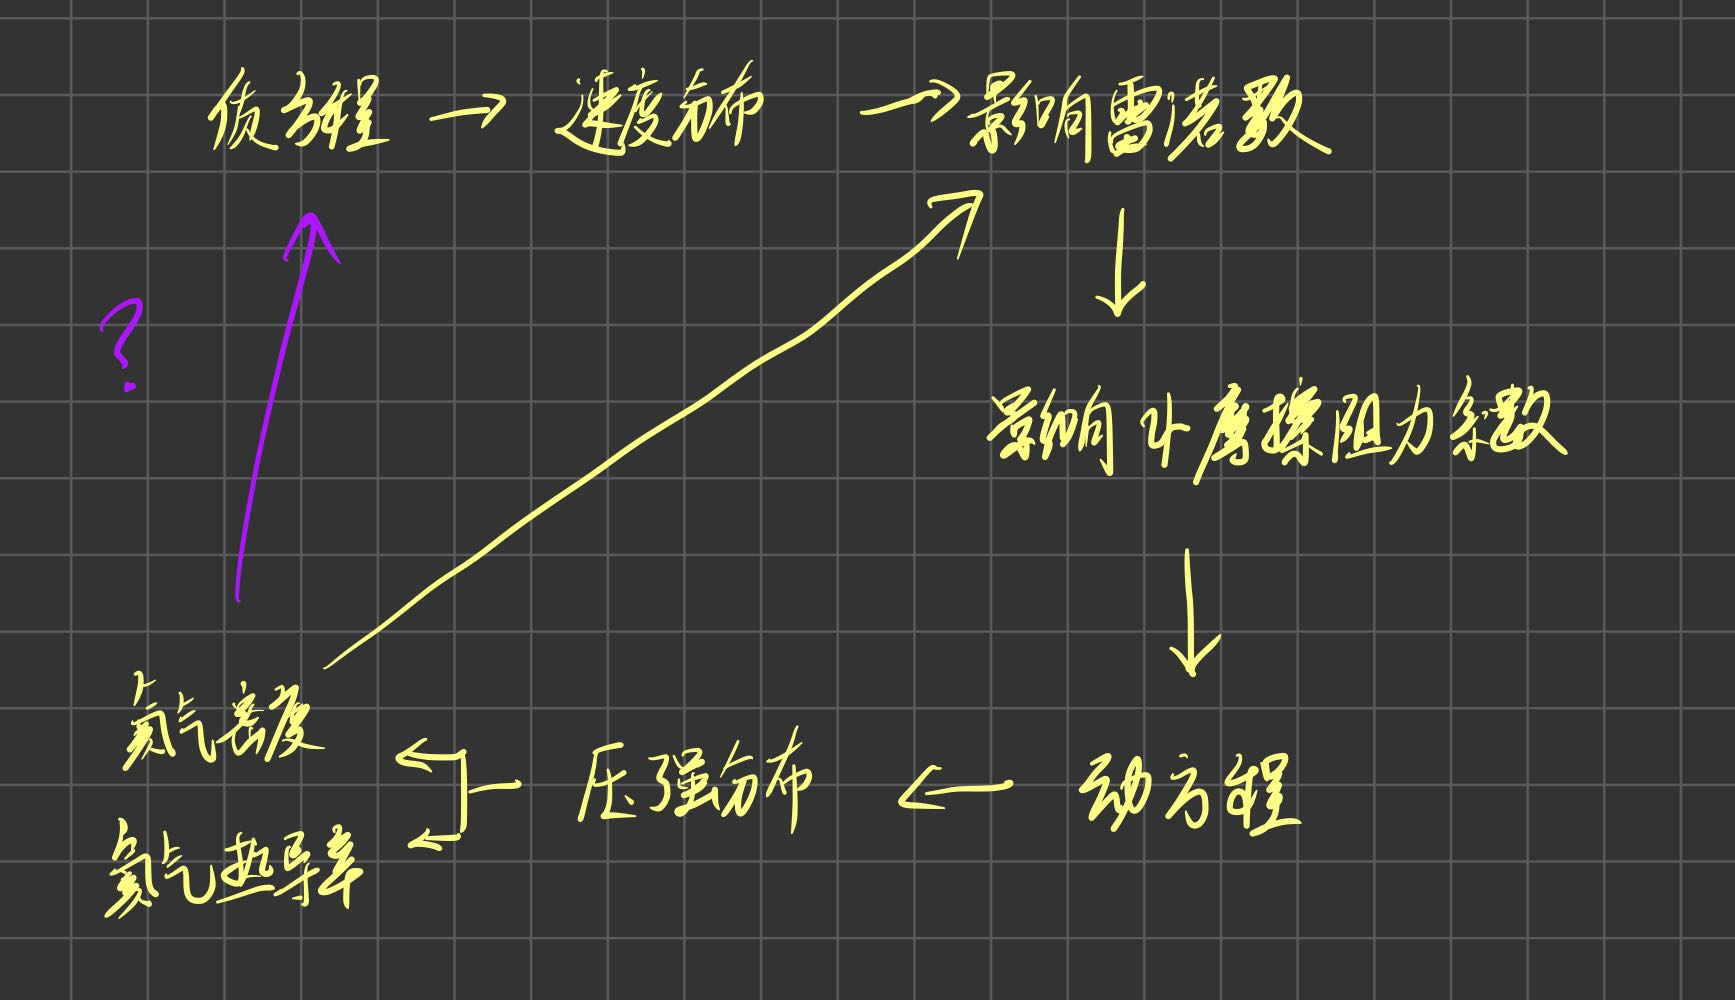 质方程 → 速度分布 → 影响雷诺数
?
影响 摩擦阻力系数
氦气密度
压强分布 ← 动方程
氦气热导率